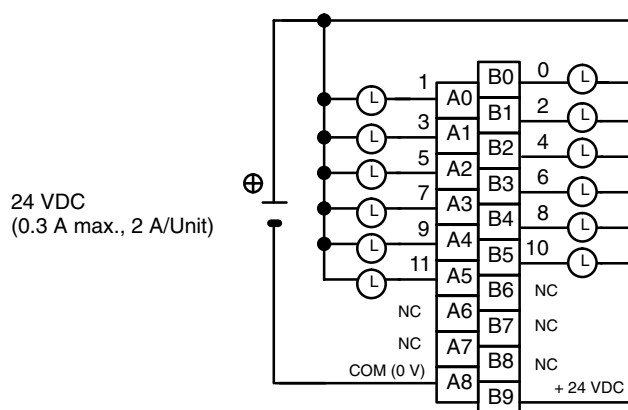 1 B0 0 L
L A0 B1 2 L
3 L A1 B2 4 L
5 L A2 B3 6 L
7 L A3 B4 8 L
9 L A4 B5 10 L
11 L A5 B6 NC
NC A6 B7 NC
NC A7 B8 NC
COM (0 V) A8 B9 + 24 VDC
24 VDC
(0.3 A max., 2 A/Unit)